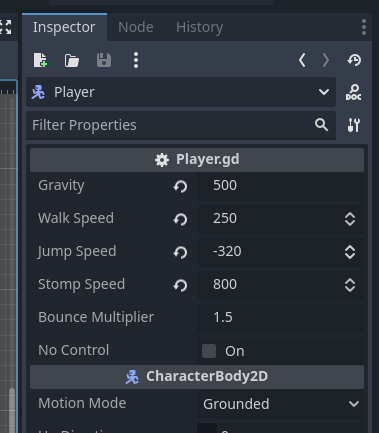 Inspector Node History
Player
DOC
Filter Properties
Player.gd
Gravity 500
Walk Speed 250
Jump Speed -320
Stomp Speed 800
Bounce Multiplier 1.5
No Control On
CharacterBody2D
Motion Mode Grounded